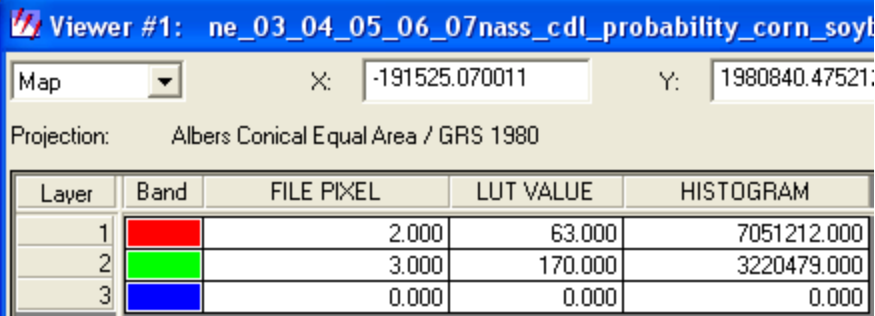 Viewer #1: ne_03_04_05_06_07nass_cdl_probability_corn_soyb
Map X: -191525.070011 Y: 1980840.475212
Projection: Albers Conical Equal Area / GRS 1980
Layer Band FILE PIXEL LUT VALUE HISTOGRAM
1 2.000 63.000 7051212.000
2 3.000 170.000 3220479.000
3 0.000 0.000 0.000